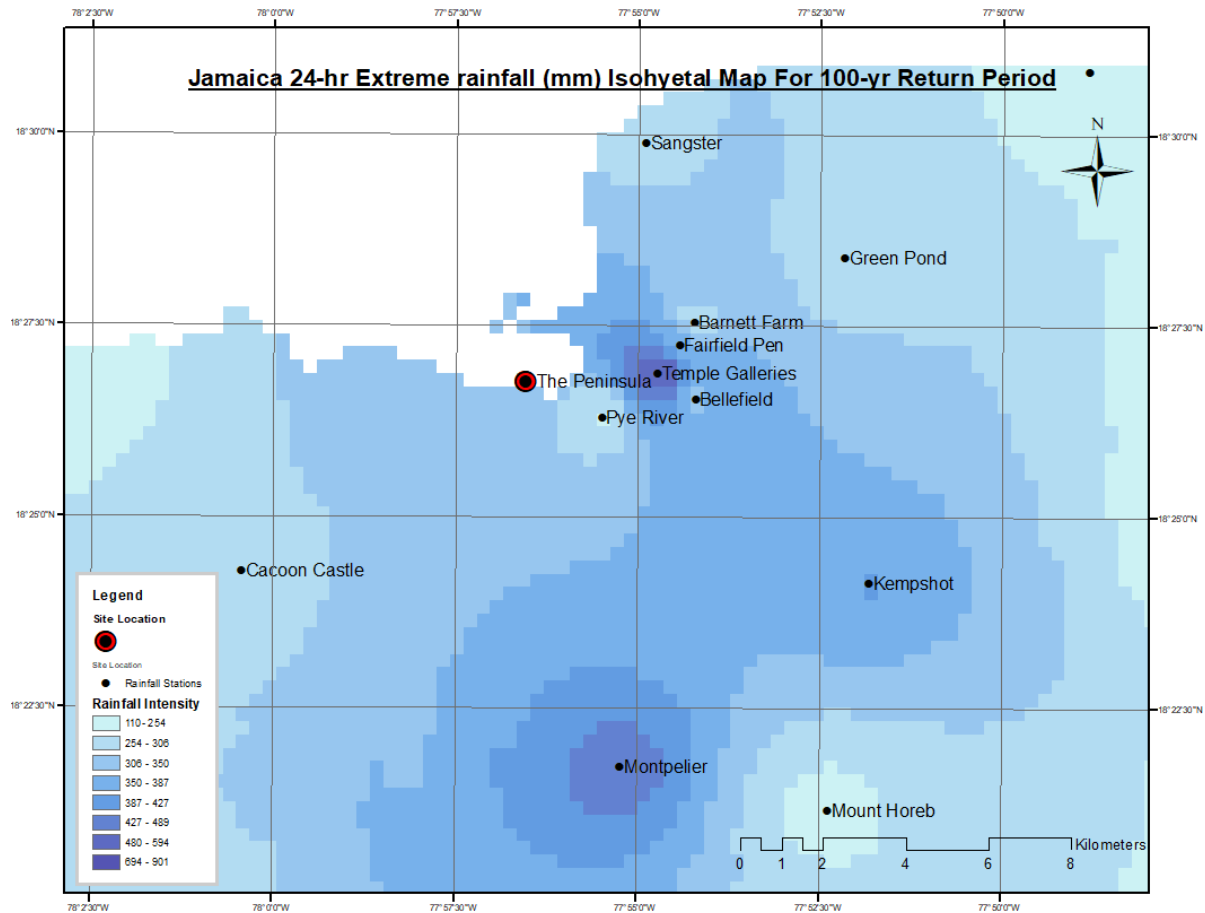 78°2'30"W 78°0'W 77°57'30"W 77°55'W 77°52'30"W 77°50'0"W
Jamaica 24-hr Extreme rainfall (mm) Isohyetal Map For 100-yr Return Period
18°30'0"N 18°30'0"N
N
Sangster
Green Pond
18°27'30"N 18°27'30"N
Barnett Farm
Fairfield Pen
Temple Galleries
The Peninsula
Bellefield
Pye River
18°25'0"N 18°25'0"N
Cacoon Castle
Kempshot
Legend
Site Location
Site Location
Rainfall Stations
Rainfall Intensity
110 - 254
254 - 306
306 - 350
350 - 387
387 - 427
427 - 489
480 - 594
694 - 901
18°22'30"N 18°22'30"N
Montpelier
Mount Horeb
Kilometers
0 1 2 4 6 8
78°2'30"W 78°0'W 77°57'30"W 77°55'W 77°52'30"W 77°50'W